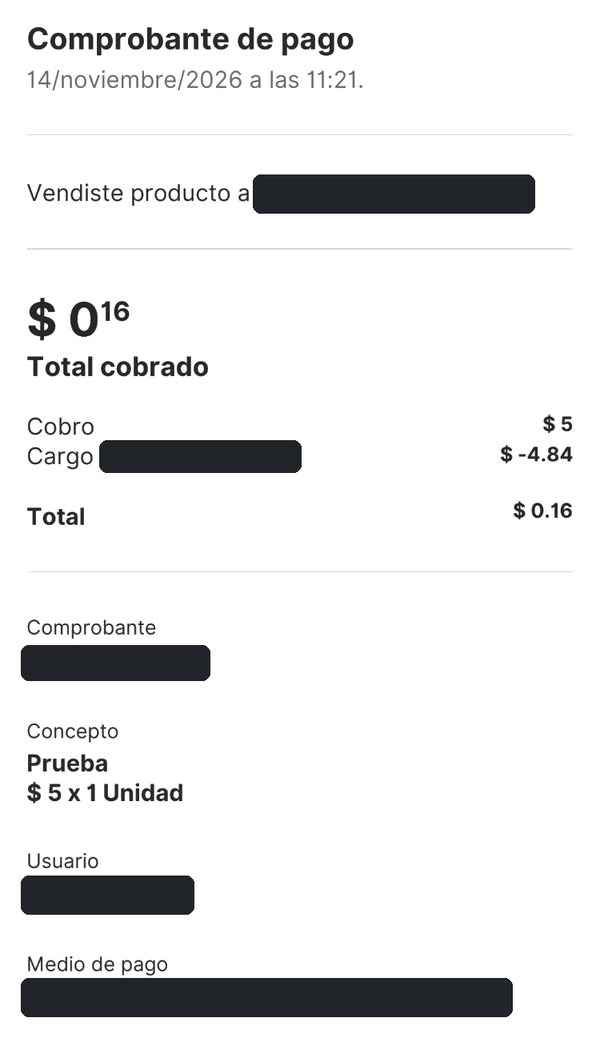 Comprobante de pago
14/noviembre/2026 a las 11:21.
Vendiste producto a
$ 0¹⁶
Total cobrado
Cobro $ 5
Cargo $ -4.84
Total $ 0.16
Comprobante
Concepto
Prueba
$ 5 x 1 Unidad
Usuario
Medio de pago